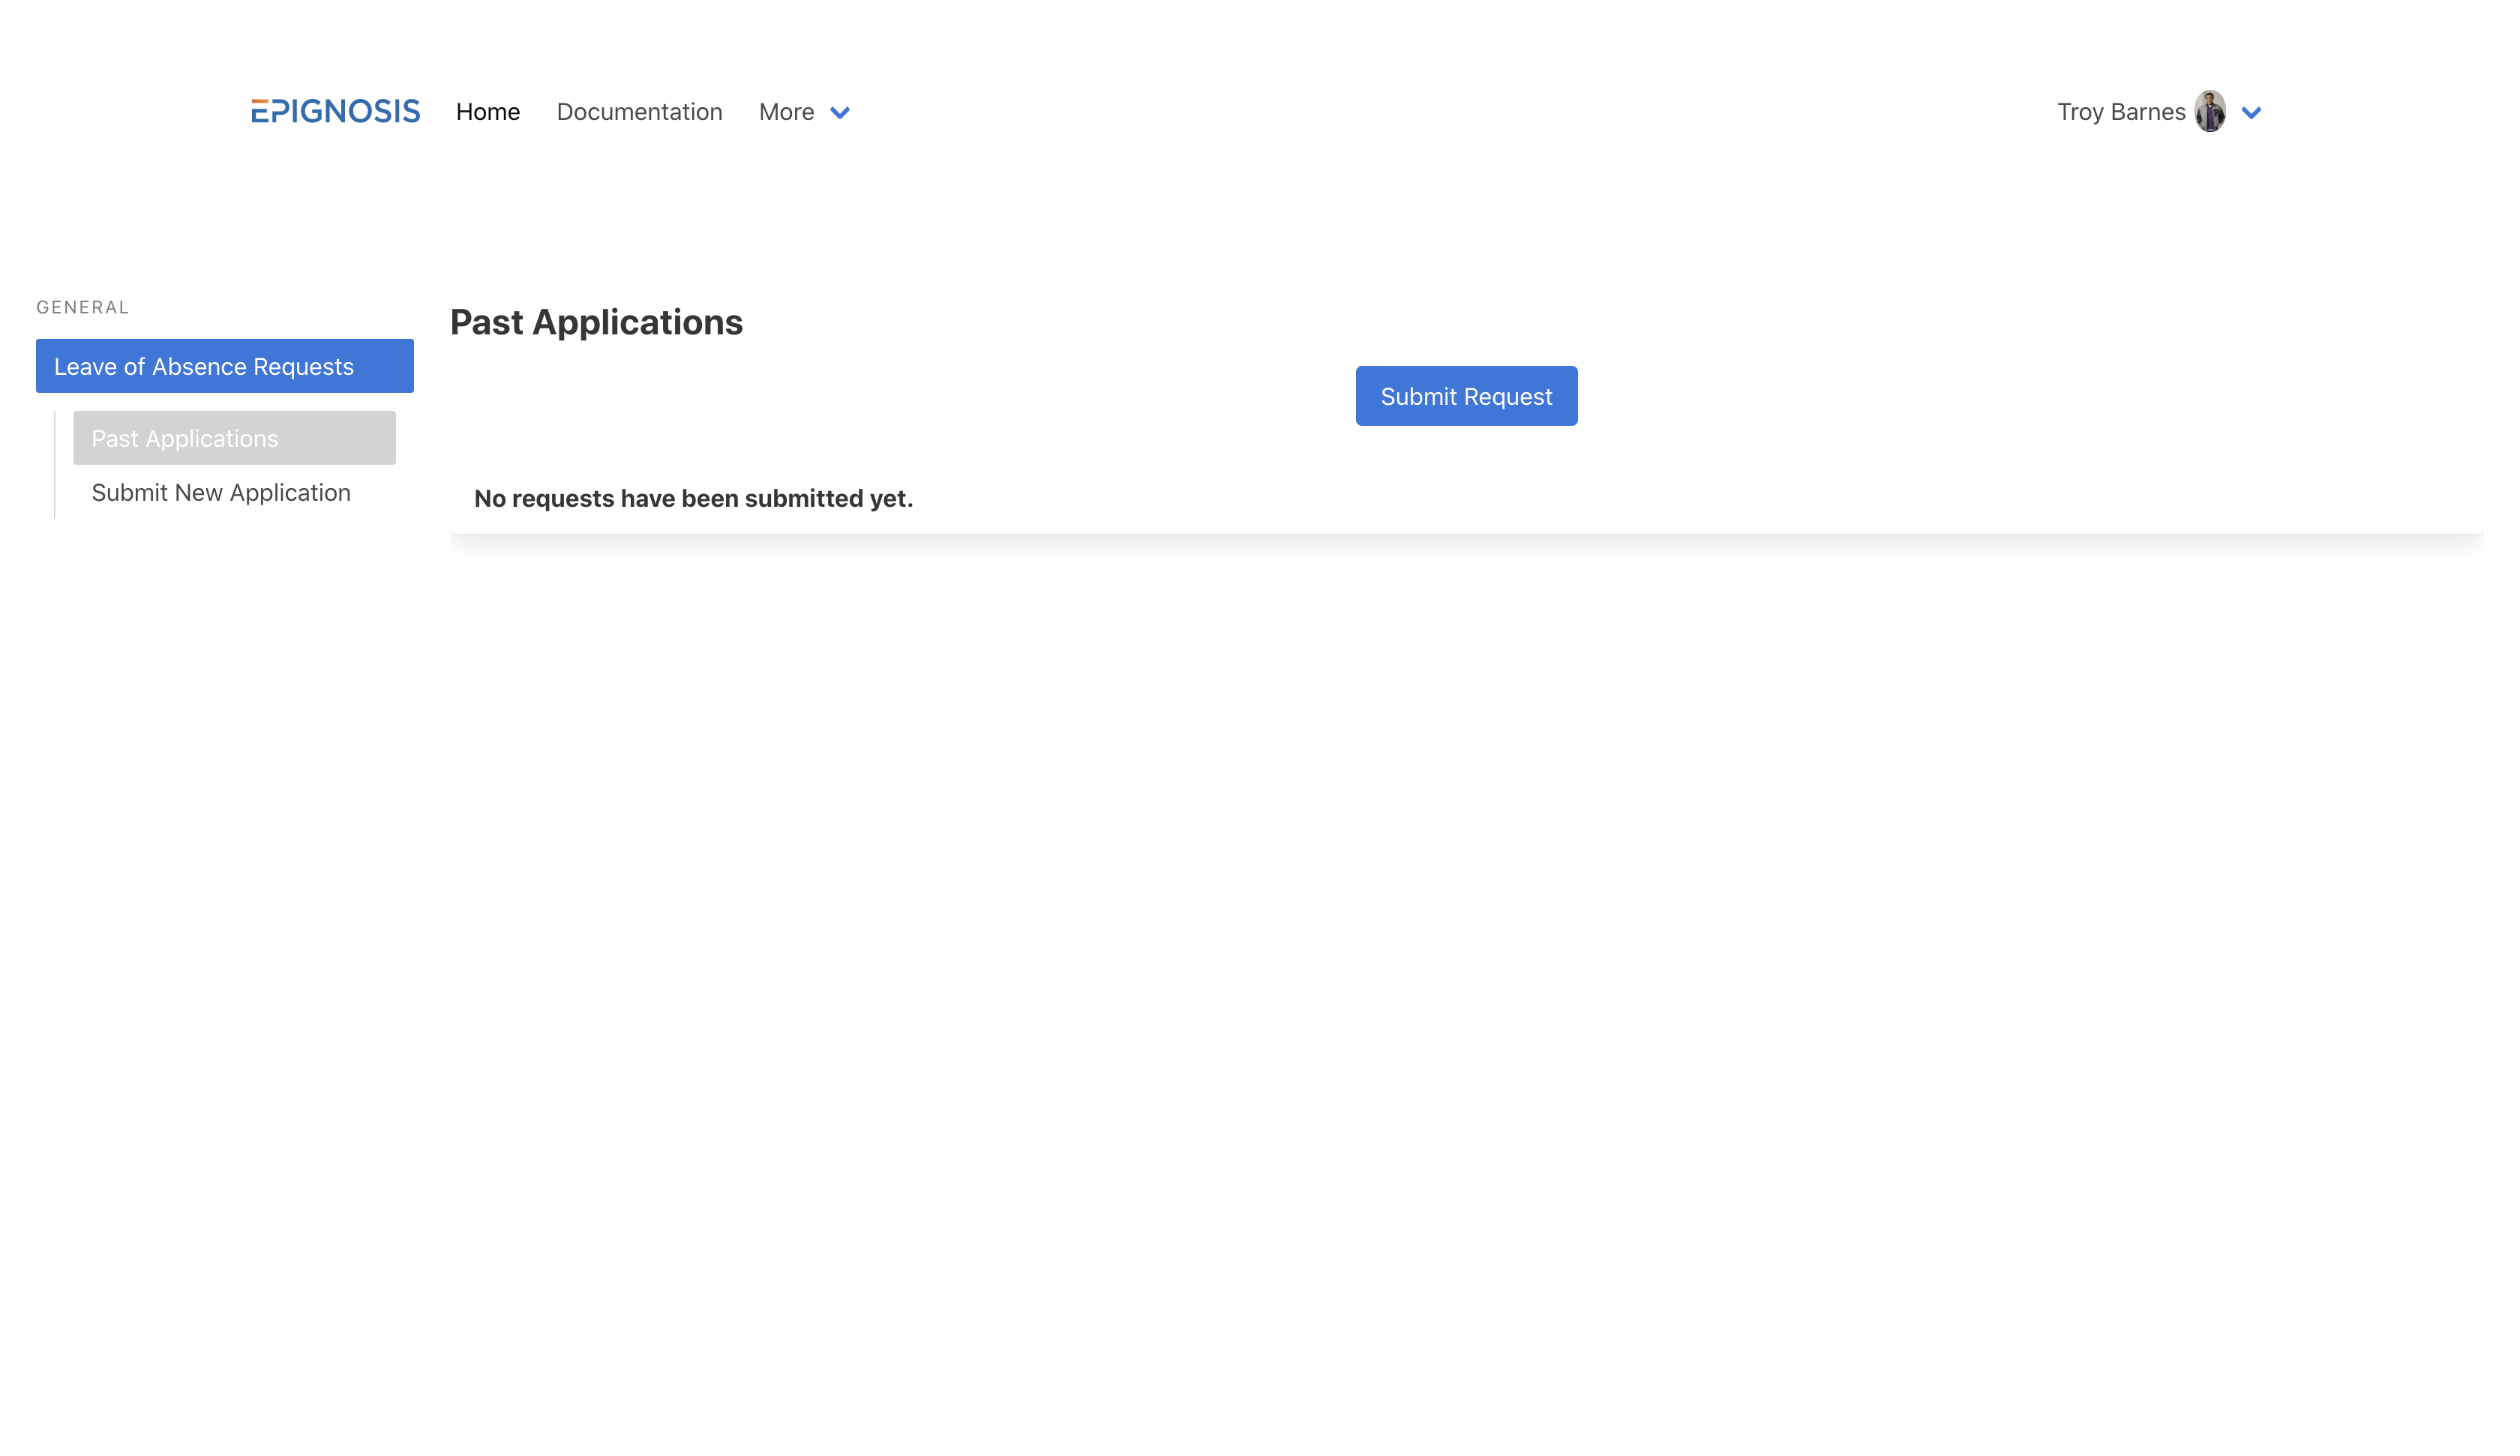 EPIGNOSIS Home Documentation More Troy Barnes
GENERAL
Leave of Absence Requests
Past Applications
Submit New Application
Past Applications
Submit Request
No requests have been submitted yet.